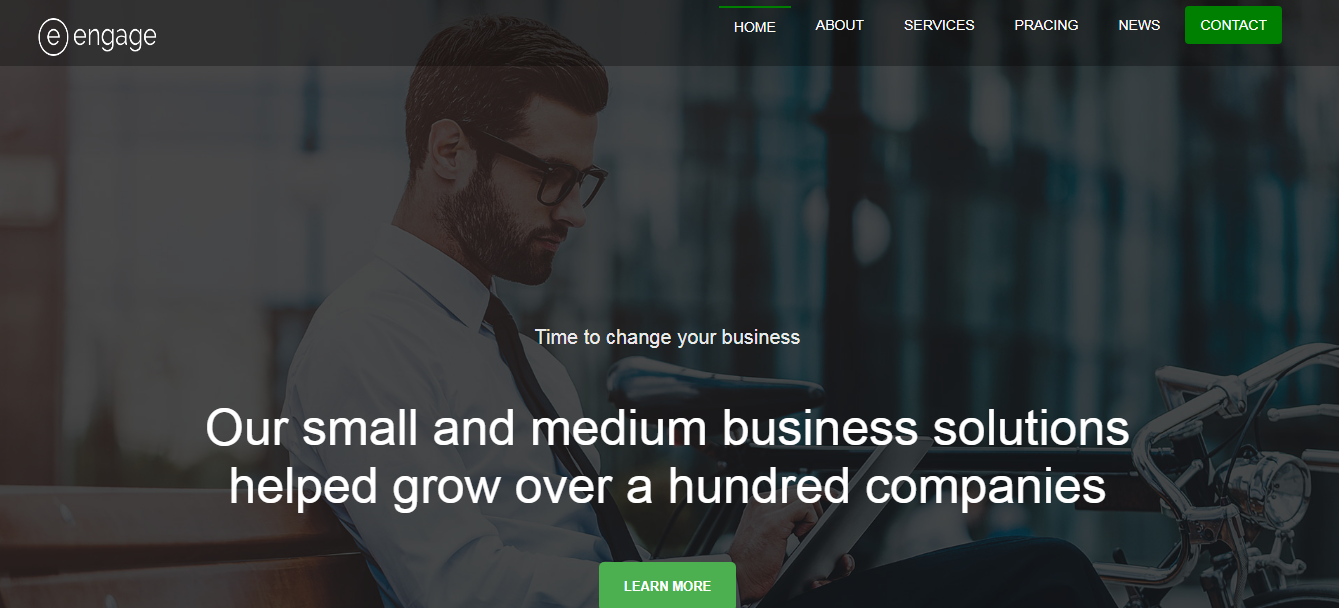 e engage
HOME
ABOUT
SERVICES
PRACING
NEWS
CONTACT
Time to change your business
Our small and medium business solutions
helped grow over a hundred companies
LEARN MORE